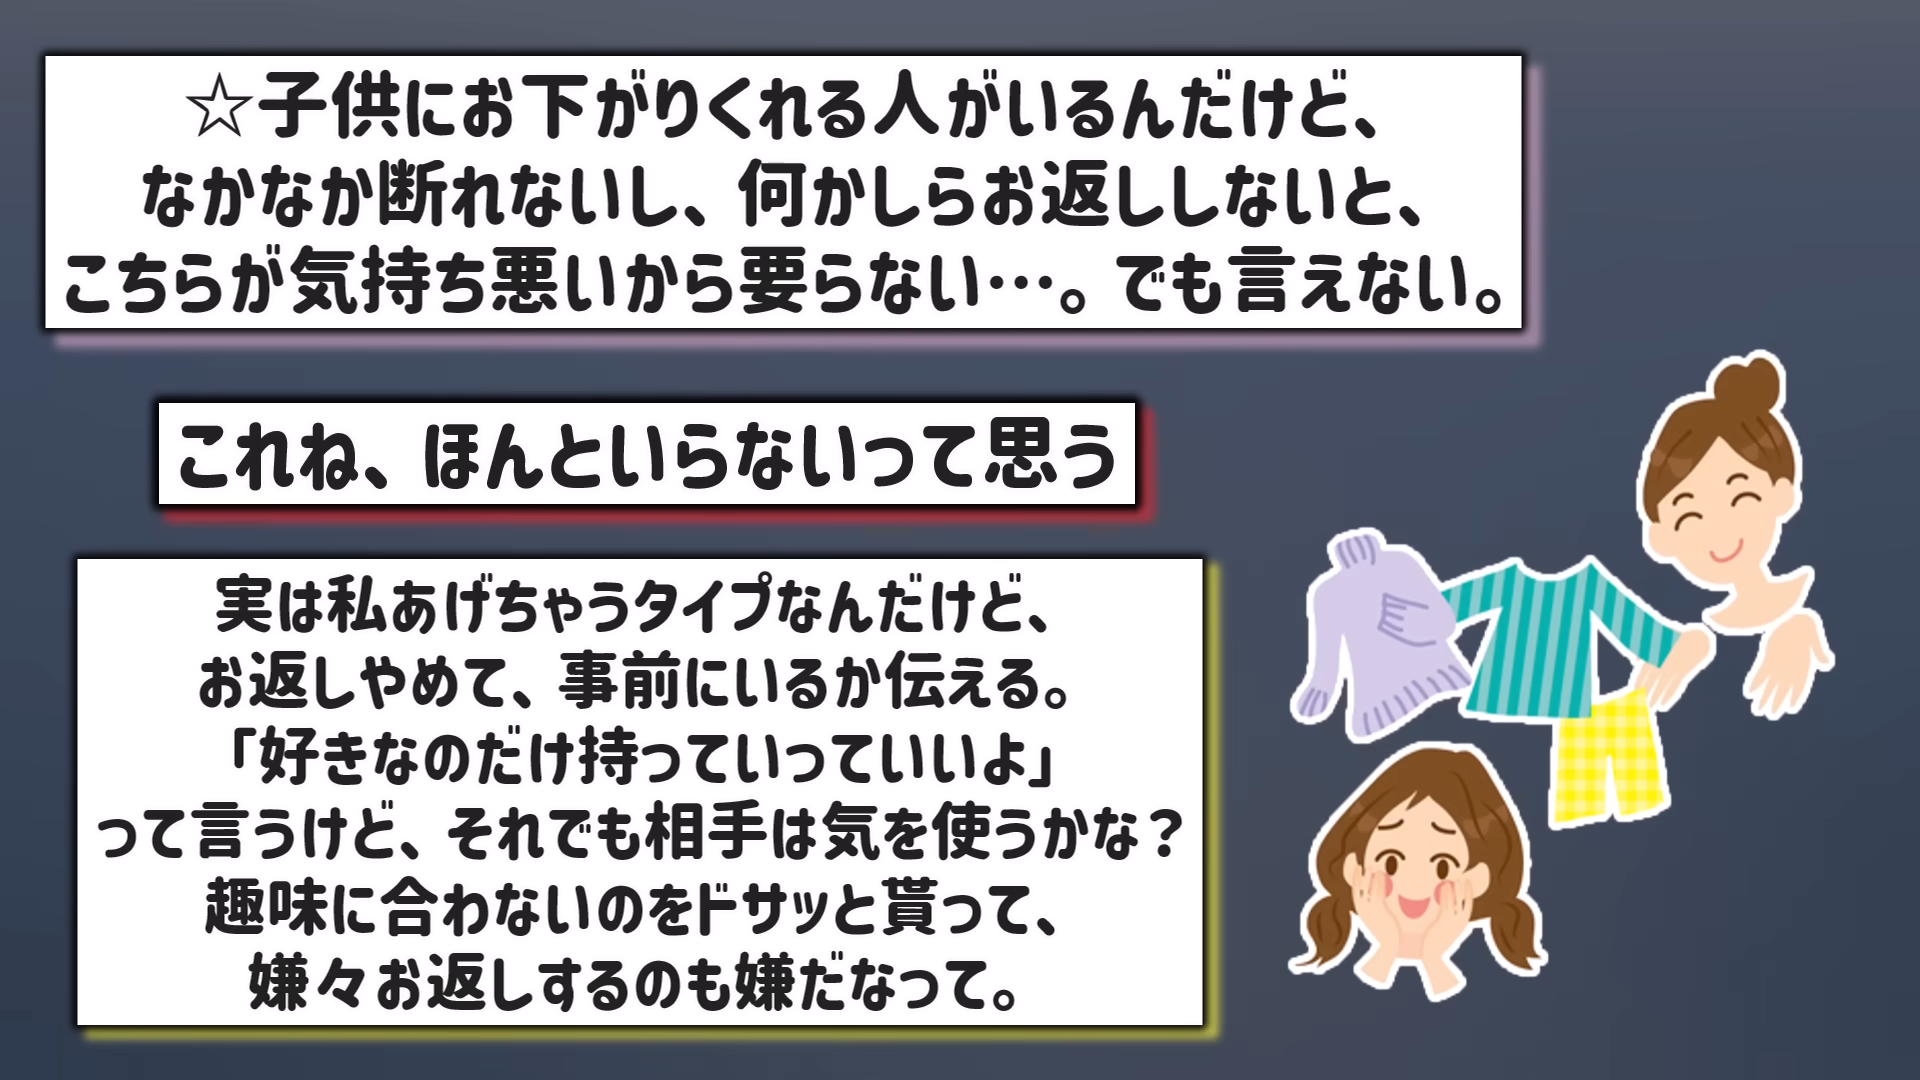 ☆子供にお下がりくれる人がいるんだけど、
なかなか断れないし、何かしらお返ししないと、
こちらが気持ち悪いから要らない…。でも言えない。
これね、ほんといらないって思う
実は私あげちゃうタイプなんだけど、
お返しやめて、事前にいるか伝える。
「好きなのだけ持っていっていいよ」
って言うけど、それでも相手は気を使うかな？
趣味に合わないのをドサッと貰って、
嫌々お返しするのも嫌だなって。